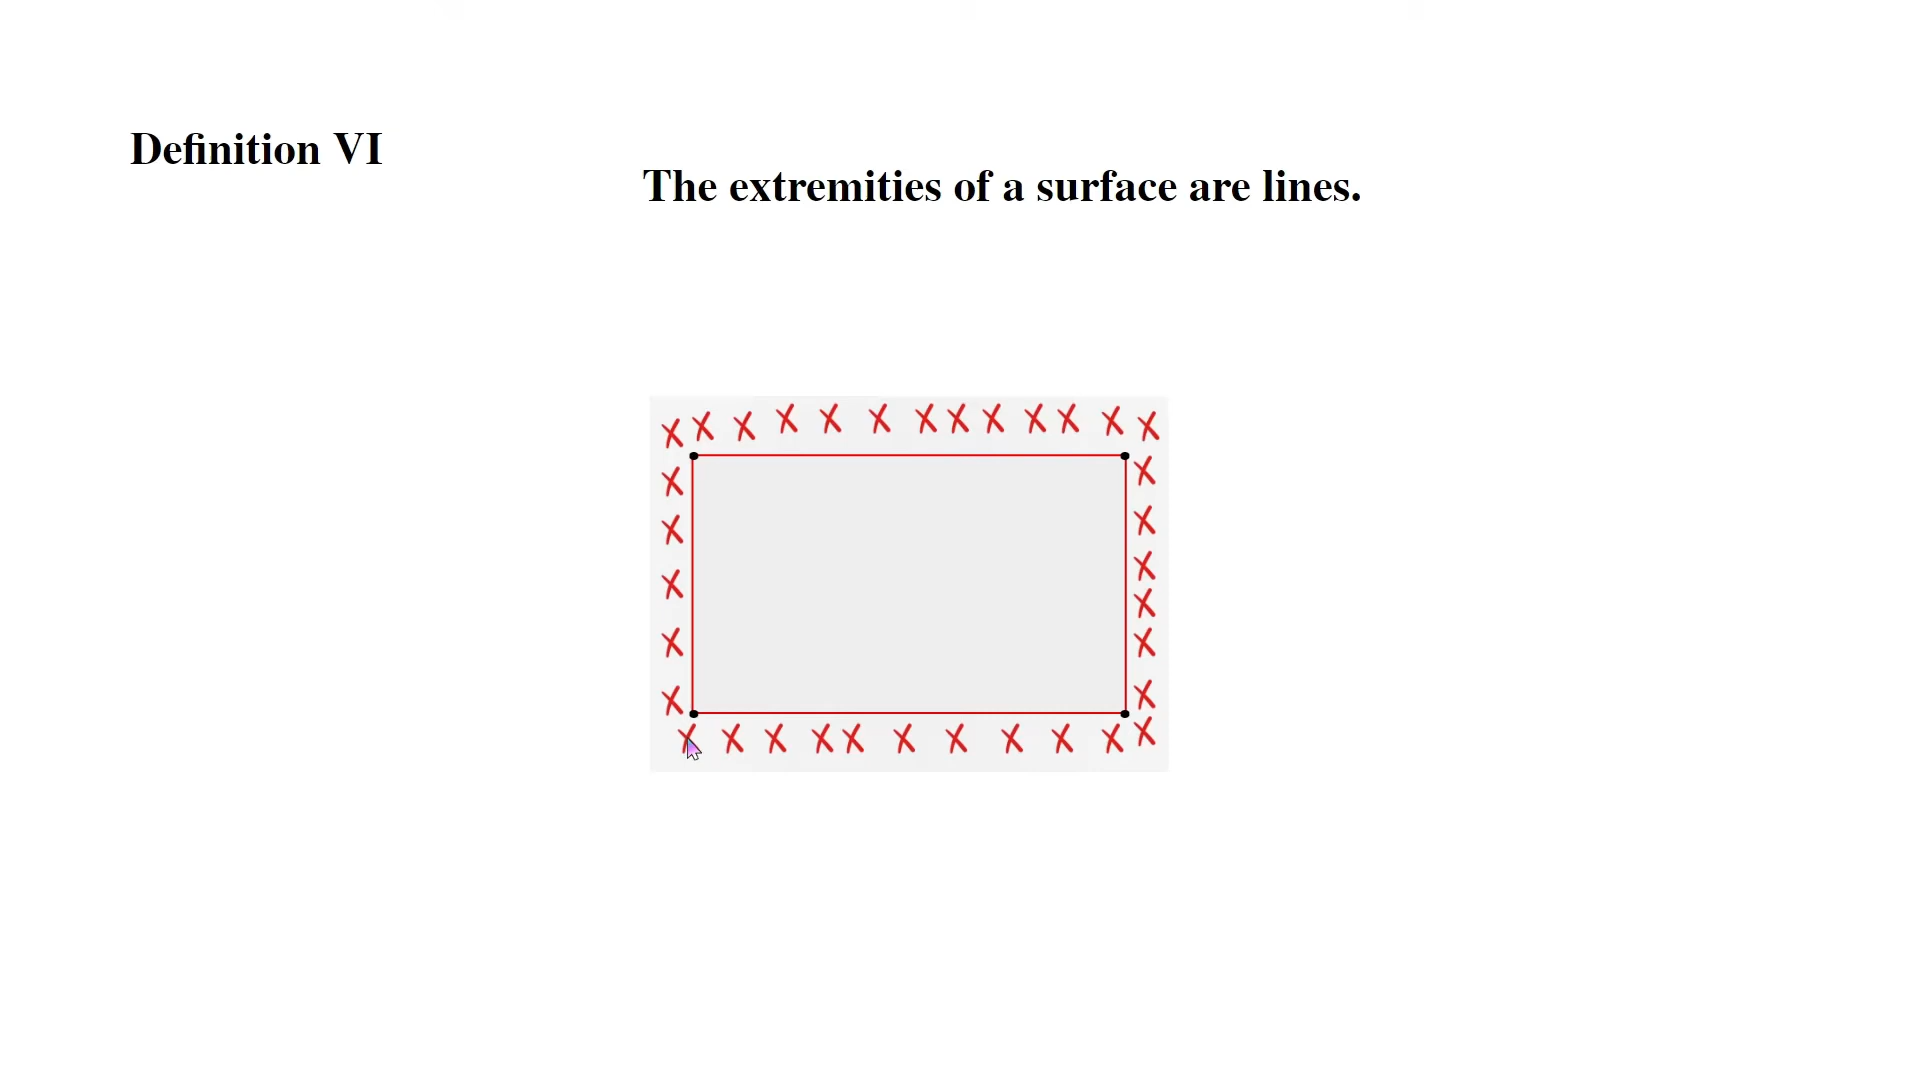 Definition VI
The extremities of a surface are lines.